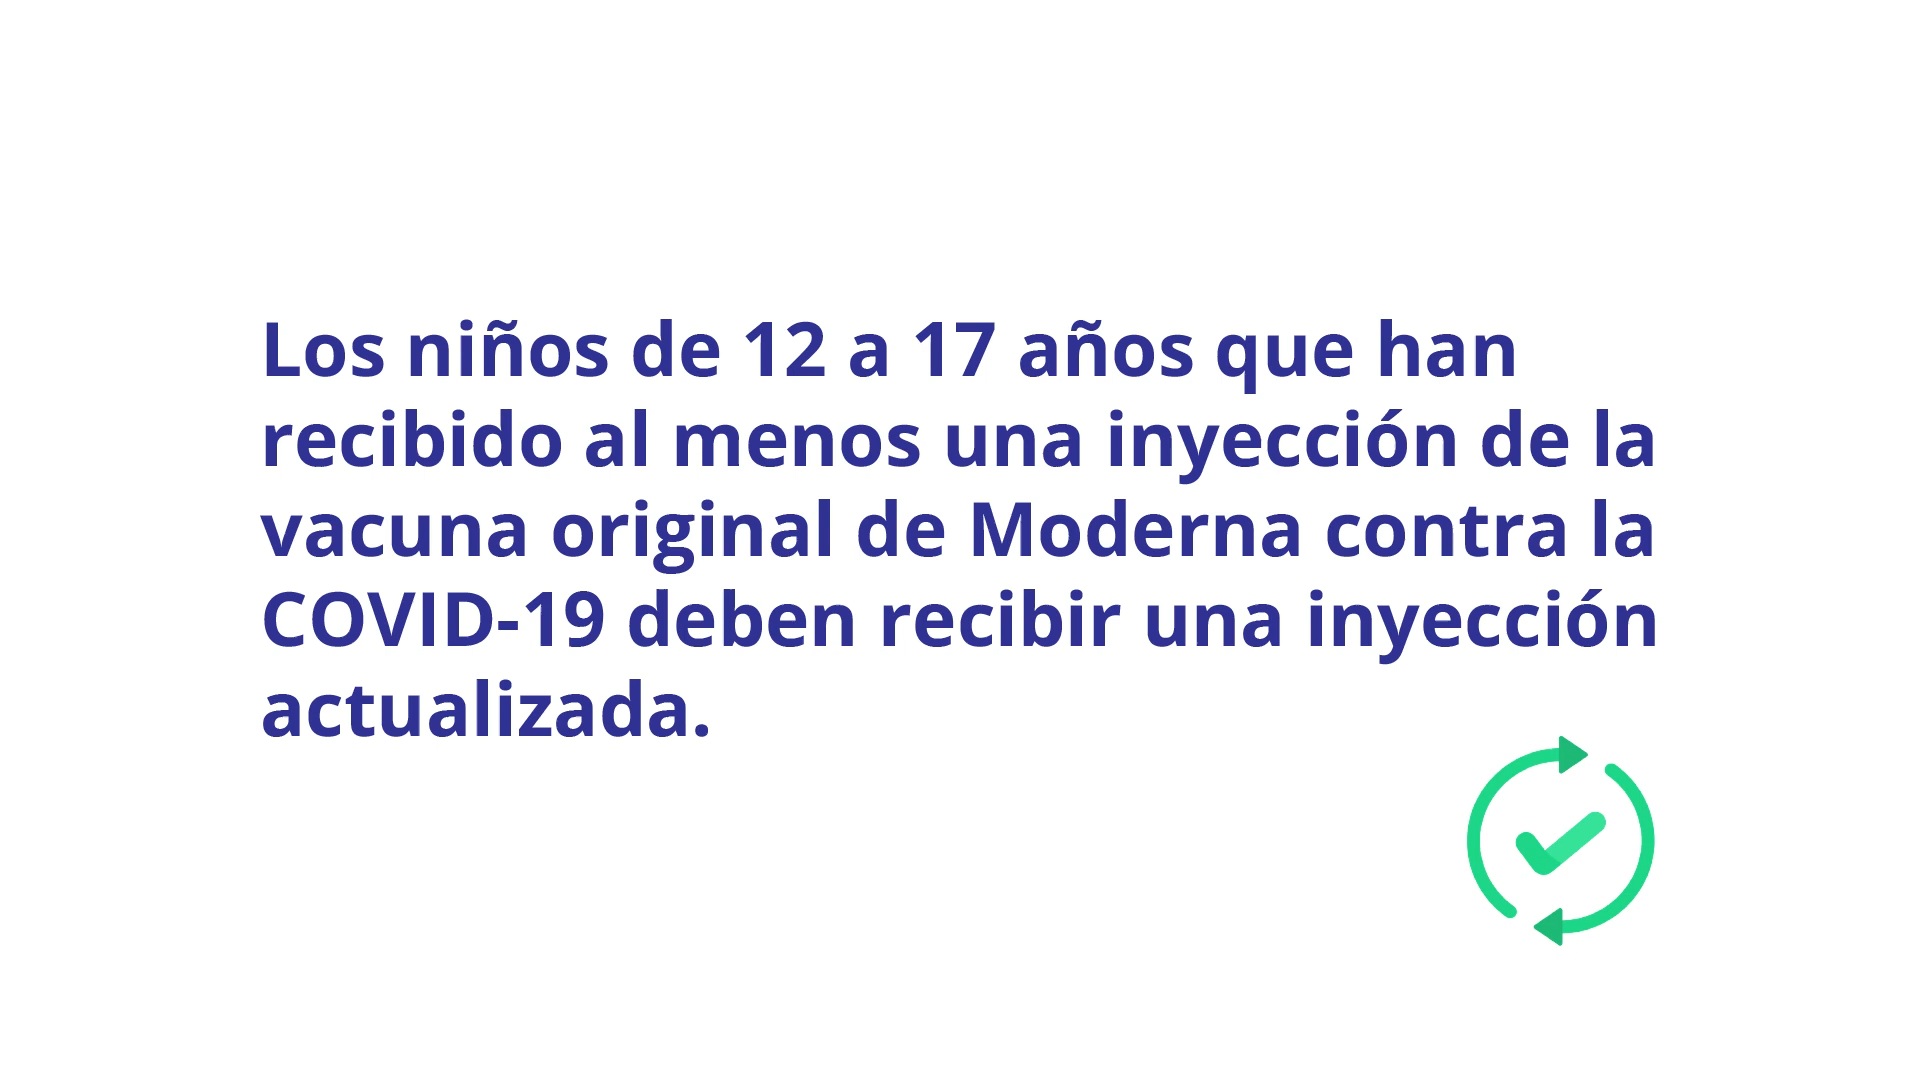 Los niños de 12 a 17 años que han
recibido al menos una inyección de la
vacuna original de Moderna contra la
COVID-19 deben recibir una inyección
actualizada.